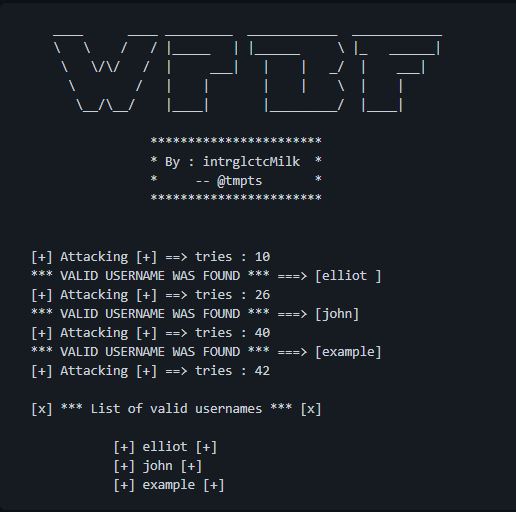 WPBF
***********************
* By : intrglctcMilk *
* -- @tmpts *
***********************
[+] Attacking [+] ==> tries : 10
*** VALID USERNAME WAS FOUND *** ===> [elliot ]
[+] Attacking [+] ==> tries : 26
*** VALID USERNAME WAS FOUND *** ===> [john]
[+] Attacking [+] ==> tries : 40
*** VALID USERNAME WAS FOUND *** ===> [example]
[+] Attacking [+] ==> tries : 42
[x] *** List of valid usernames *** [x]
[+] elliot [+]
[+] john [+]
[+] example [+]